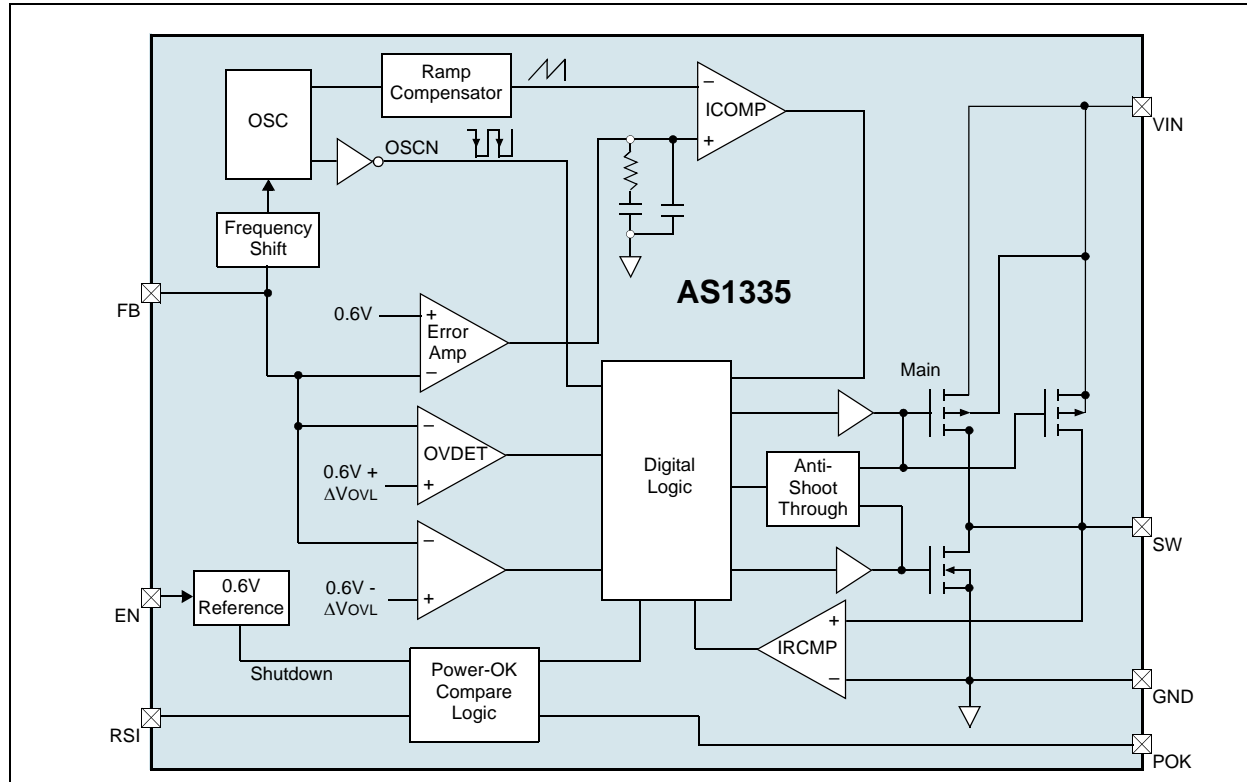 OSC
Ramp
Compensator
OSCN
−
ICOMP
+
VIN
Frequency
Shift
FB
AS1335
0.6V
+
Error
Amp
−
Main
−
OVDET
0.6V +
ΔVOVL
+
Digital
Logic
Anti-
Shoot
Through
SW
−
0.6V -
ΔVOVL
+
EN
0.6V
Reference
+
IRCMP
−
Shutdown
Power-OK
Compare
Logic
GND
RSI
POK